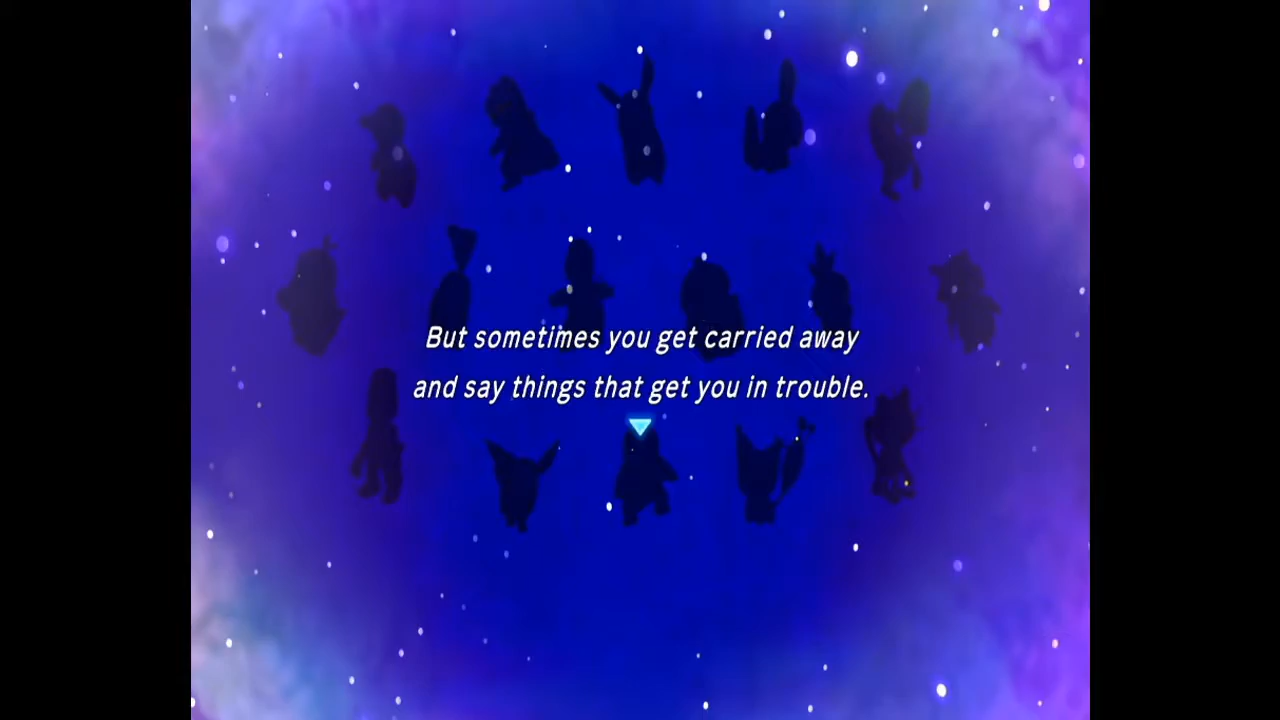 But sometimes you get carried away
and say things that get you in trouble.